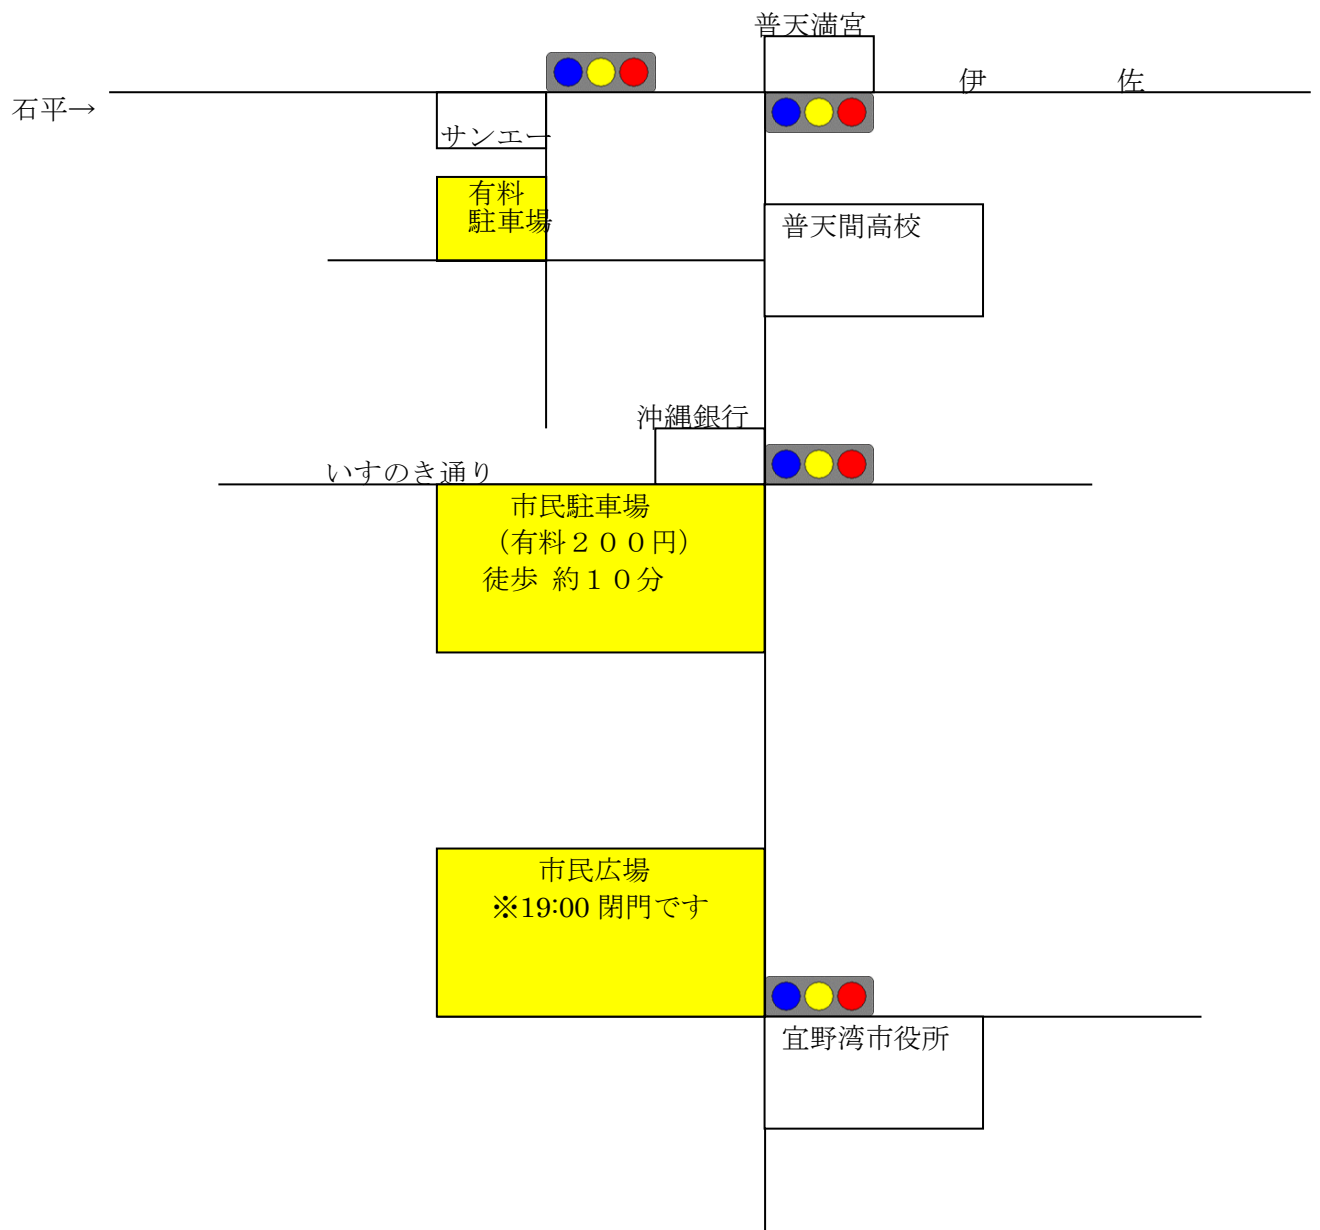 普天満宮
伊　佐
石平→
サンエー
有料
駐車場
普天間高校
沖縄銀行
いすのき通り
市民駐車場
（有料２００円）
徒歩 約１０分
市民広場
※19:00 閉門です
宜野湾市役所